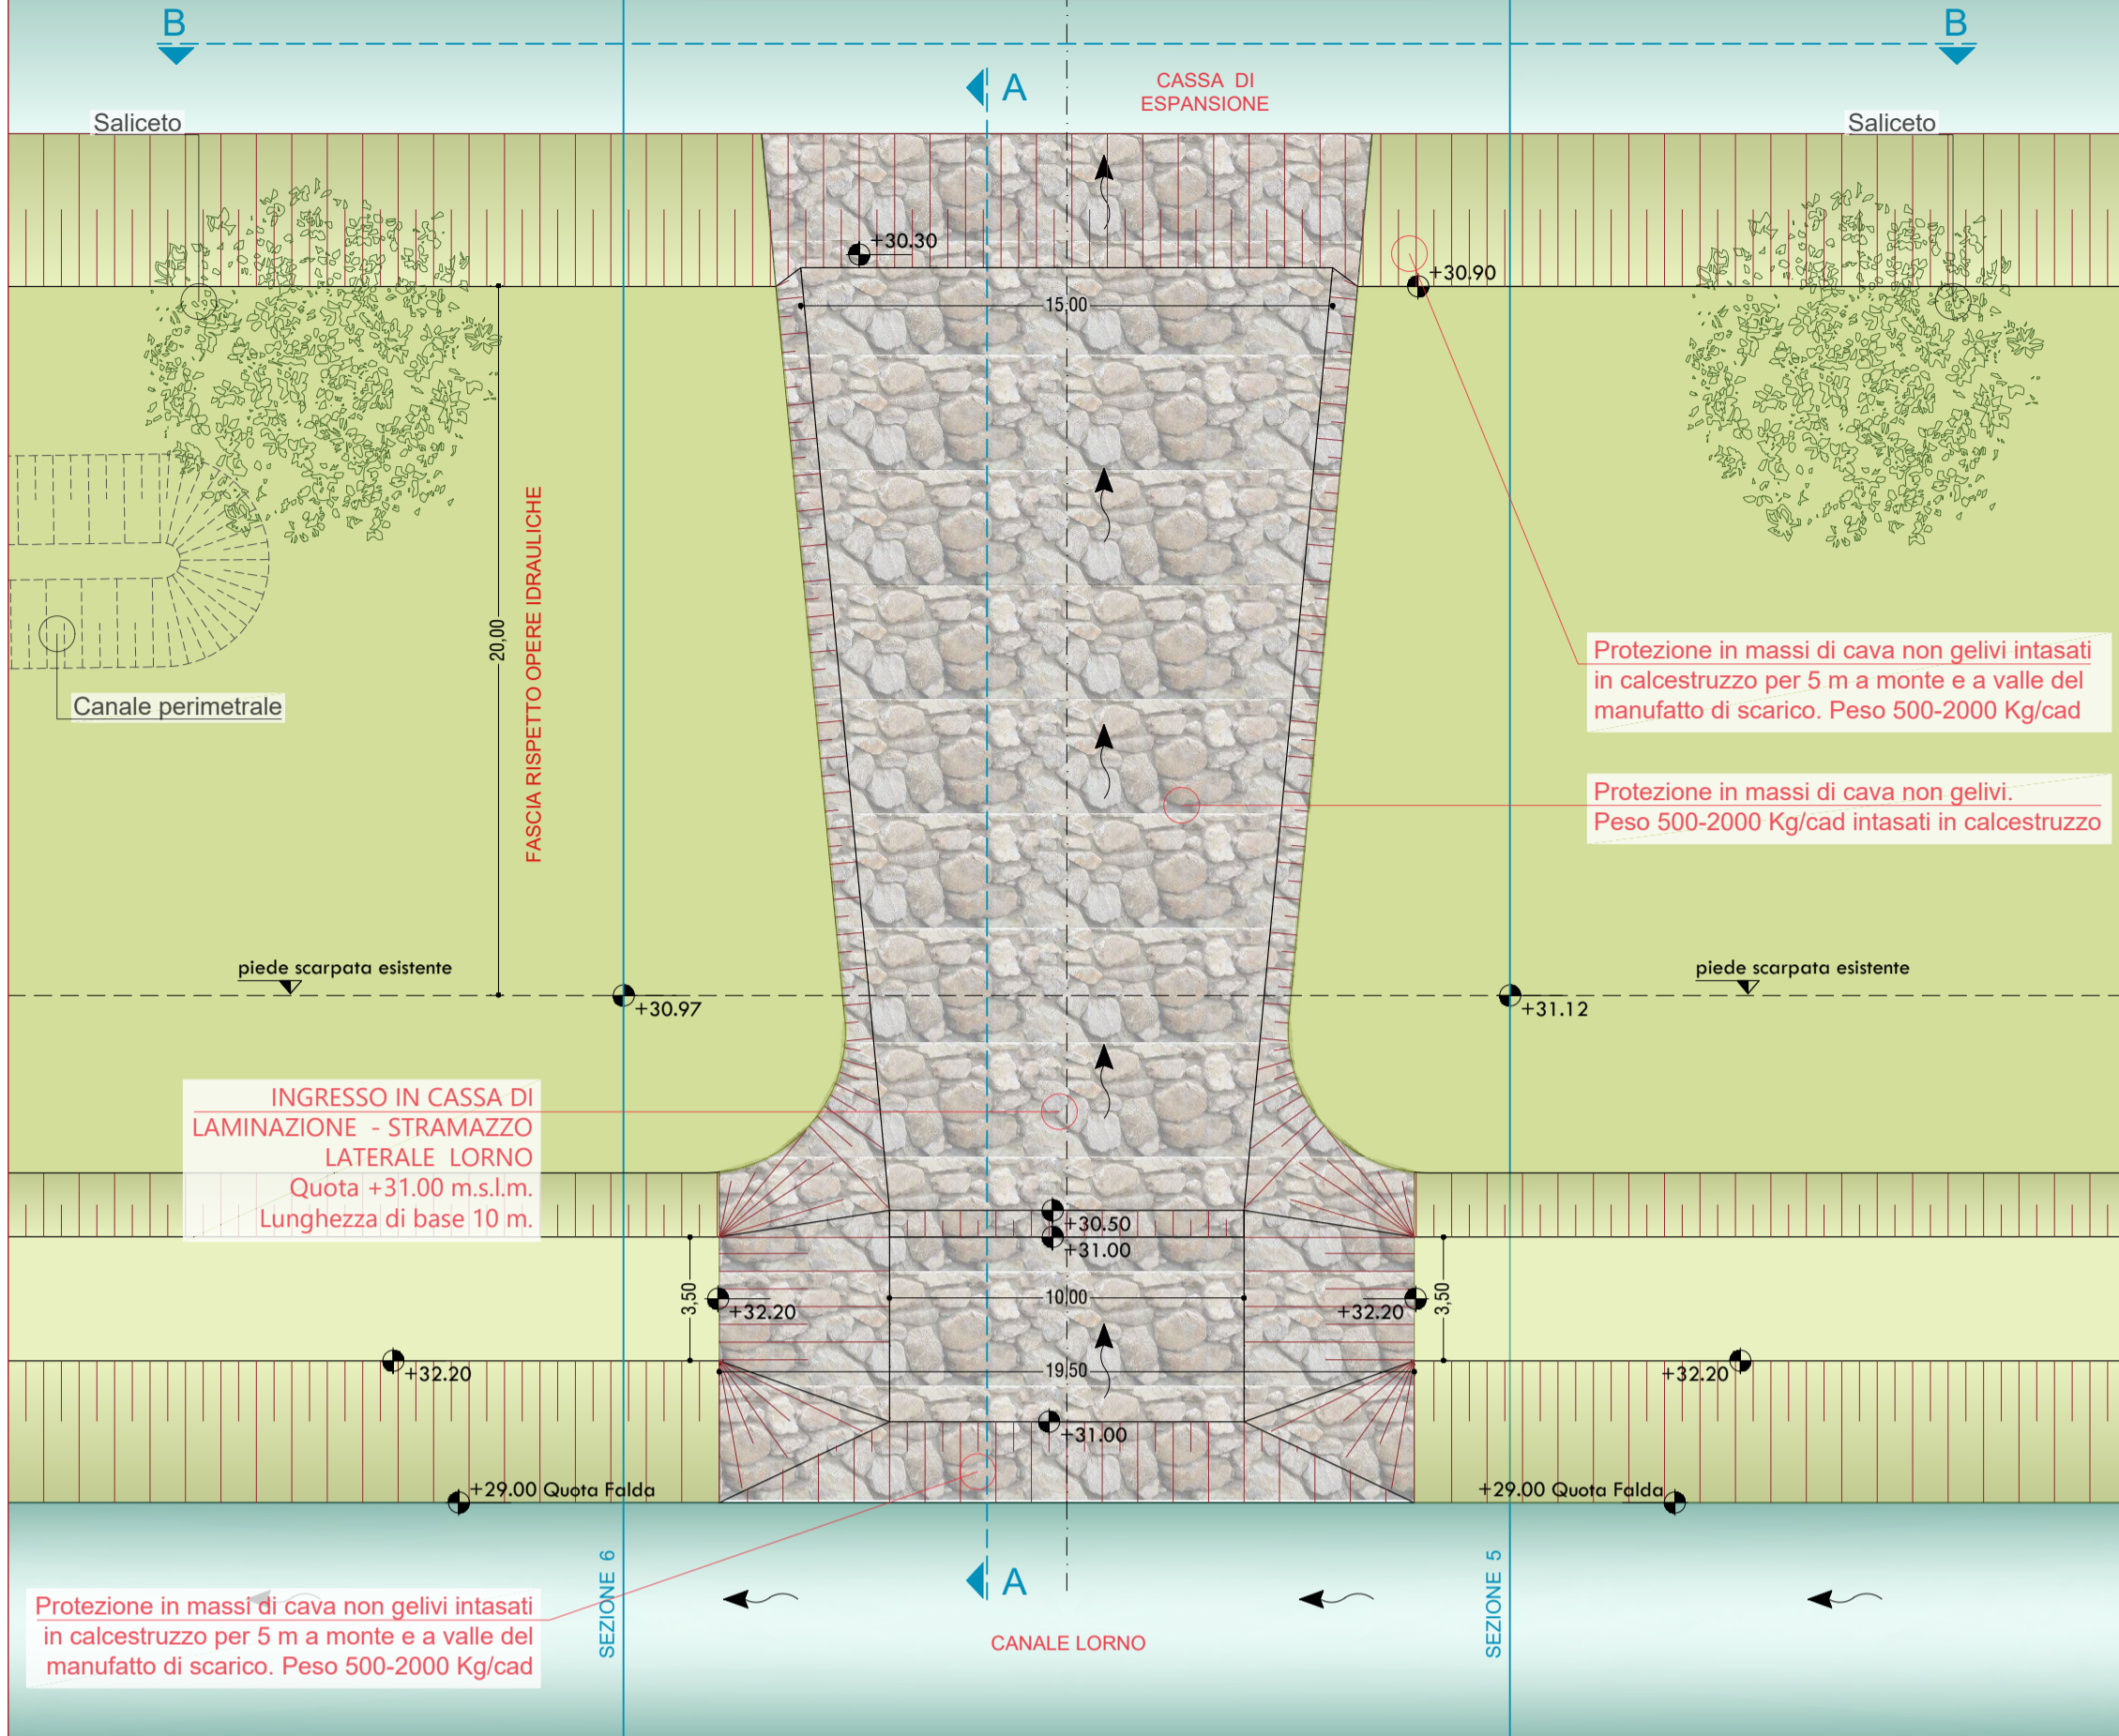 B
B
A
CASSA DI
ESPANSIONE
Saliceto
Saliceto
+30.30
+30.90
15,00
FASCIA RISPETTO OPERE IDRAULICHE
20,00
Canale perimetrale
Protezione in massi di cava non gelivi intasati
in calcestruzzo per 5 m a monte e a valle del
manufatto di scarico. Peso 500-2000 Kg/cad
Protezione in massi di cava non gelivi.
Peso 500-2000 Kg/cad intasati in calcestruzzo
piede scarpata esistente
piede scarpata esistente
+30.97
+31.12
INGRESSO IN CASSA DI
LAMINAZIONE - STRAMAZZO
LATERALE LORNO
Quota +31.00 m.s.l.m.
Lunghezza di base 10 m.
+30.50
+31.00
3,50
+32.20
10,00
+32.20
3,50
+32.20
19,50
+32.20
+31.00
+29.00 Quota Falda
+29.00 Quota Falda
SEZIONE 6
A
SEZIONE 5
Protezione in massi di cava non gelivi intasati
in calcestruzzo per 5 m a monte e a valle del
manufatto di scarico. Peso 500-2000 Kg/cad
CANALE LORNO